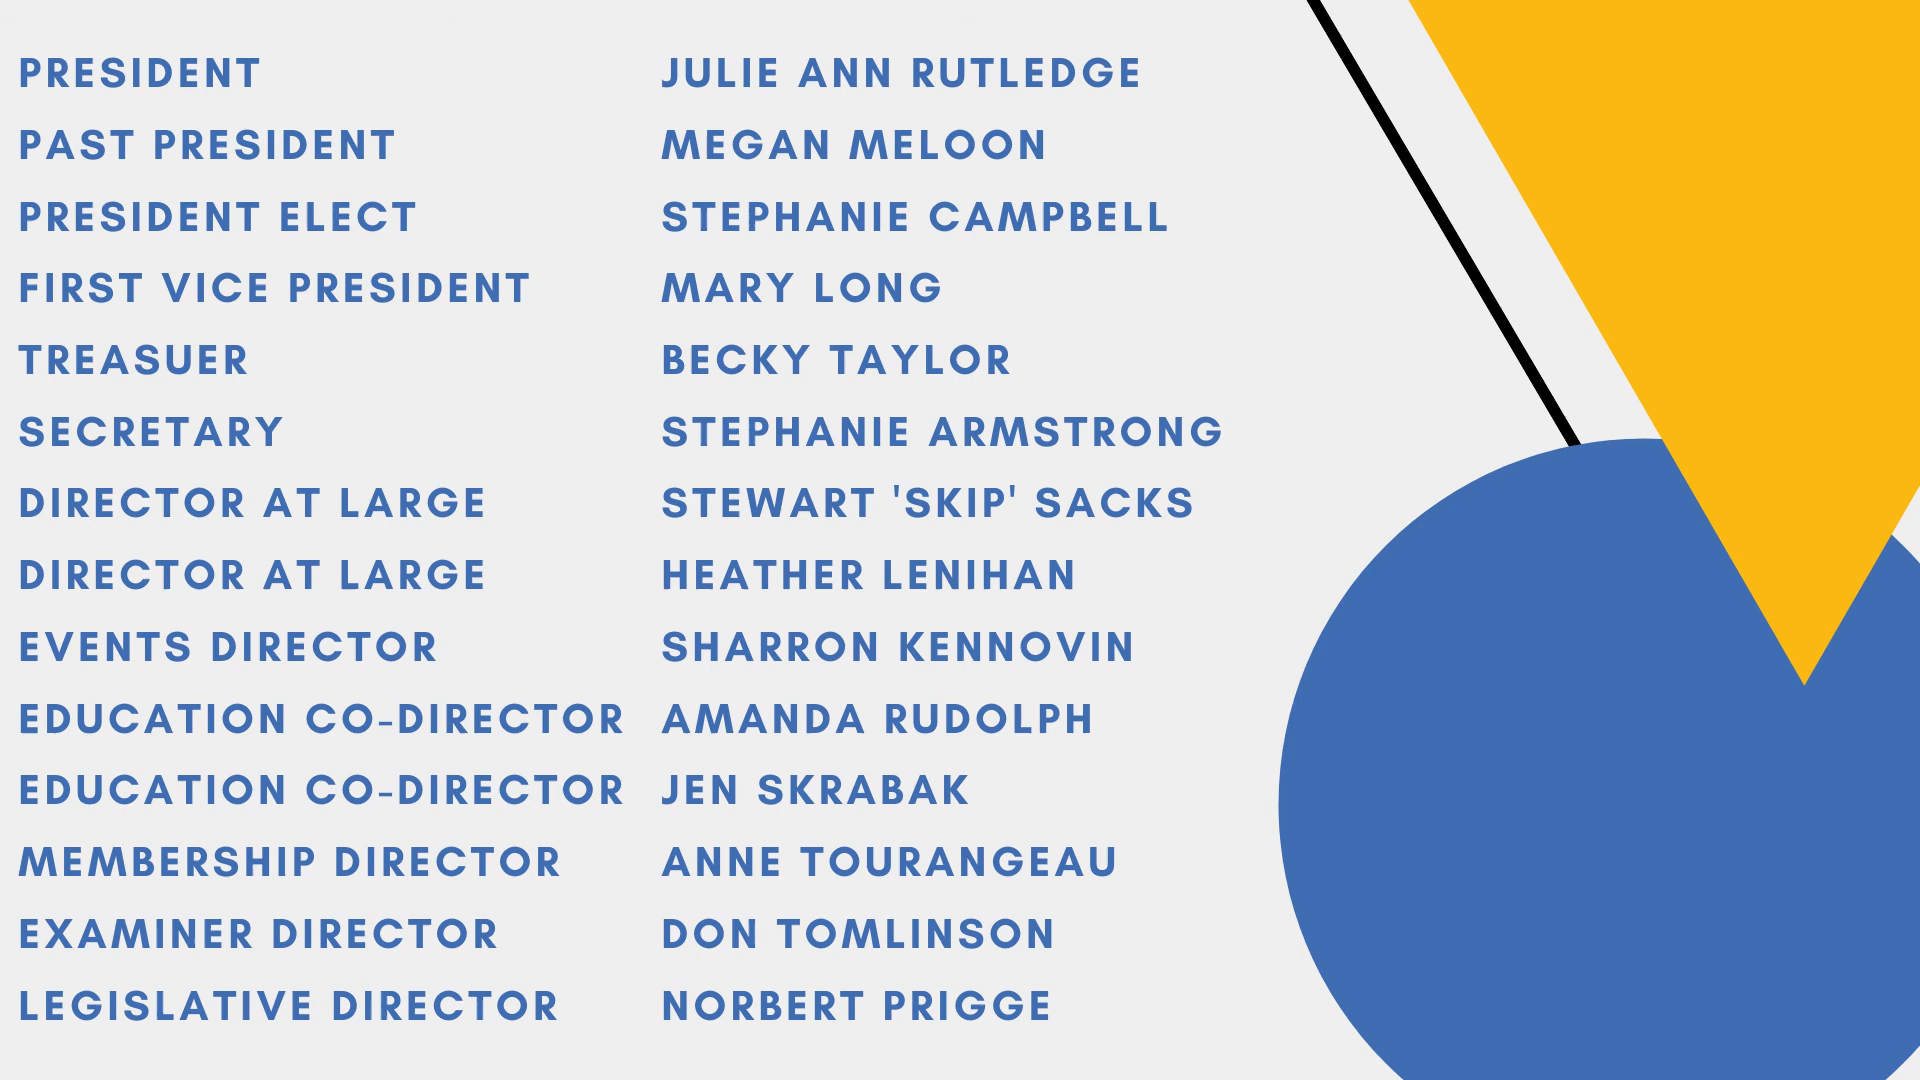 PRESIDENT JULIE ANN RUTLEDGE
PAST PRESIDENT MEGAN MELOON
PRESIDENT ELECT STEPHANIE CAMPBELL
FIRST VICE PRESIDENT MARY LONG
TREASUER BECKY TAYLOR
SECRETARY STEPHANIE ARMSTRONG
DIRECTOR AT LARGE STEWART 'SKIP' SACKS
DIRECTOR AT LARGE HEATHER LENIHAN
EVENTS DIRECTOR SHARRON KENNOVIN
EDUCATION CO-DIRECTOR AMANDA RUDOLPH
EDUCATION CO-DIRECTOR JEN SKRABAK
MEMBERSHIP DIRECTOR ANNE TOURANGEAU
EXAMINER DIRECTOR DON TOMLINSON
LEGISLATIVE DIRECTOR NORBERT PRIGGE